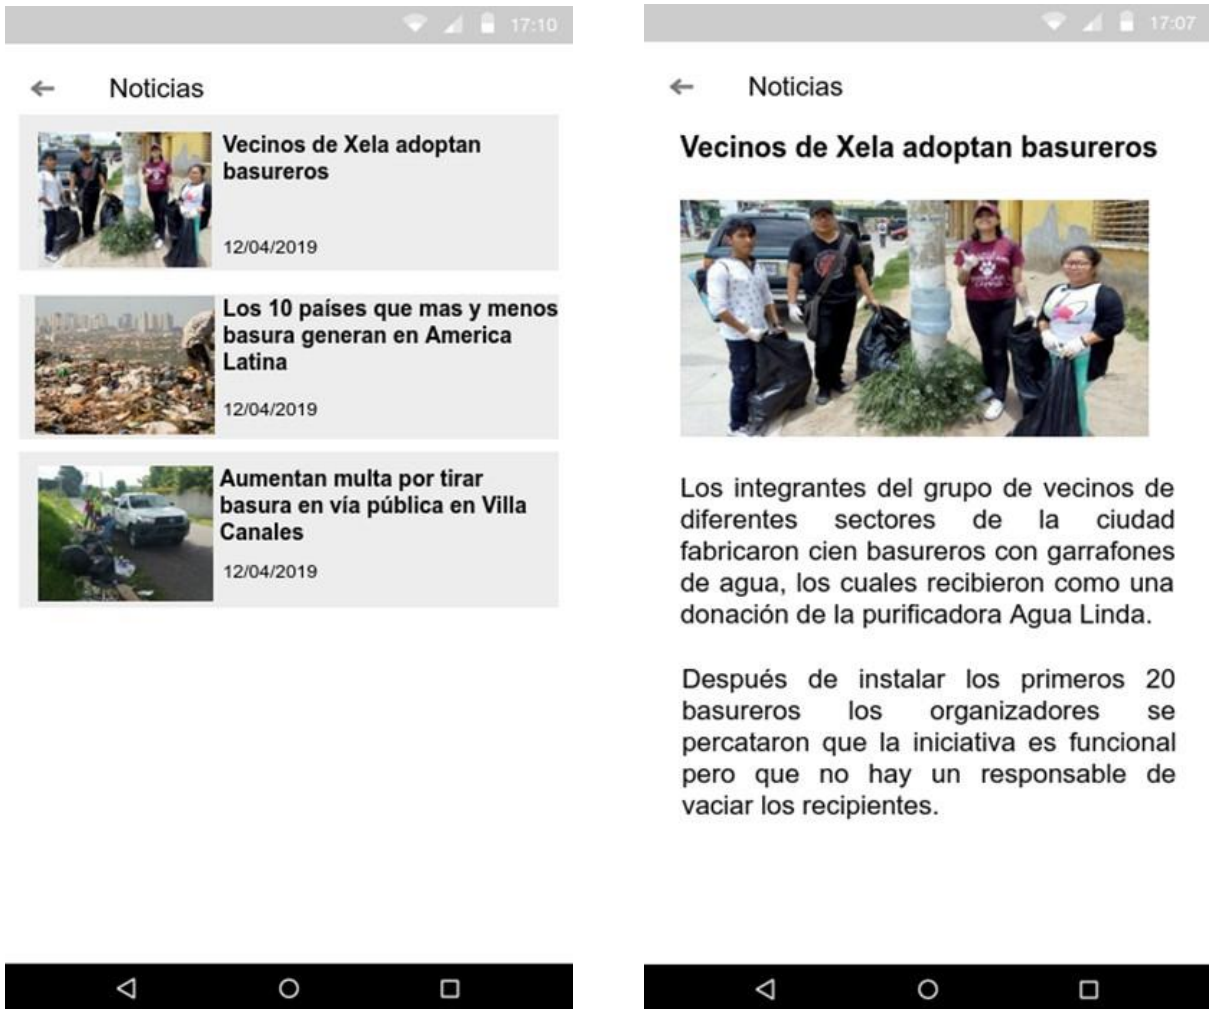 17:10
Noticias
Vecinos de Xela adoptan
basureros
12/04/2019
Los 10 países que mas y menos
basura generan en America
Latina
12/04/2019
Aumentan multa por tirar
basura en vía pública en Villa
Canales
12/04/2019
17:07
Noticias
Vecinos de Xela adoptan basureros
Los integrantes del grupo de vecinos de
diferentes sectores de la ciudad
fabricaron cien basureros con garrafones
de agua, los cuales recibieron como una
donación de la purificadora Agua Linda.
Después de instalar los primeros 20
basureros los organizadores se
percataron que la iniciativa es funcional
pero que no hay un responsable de
vaciar los recipientes.